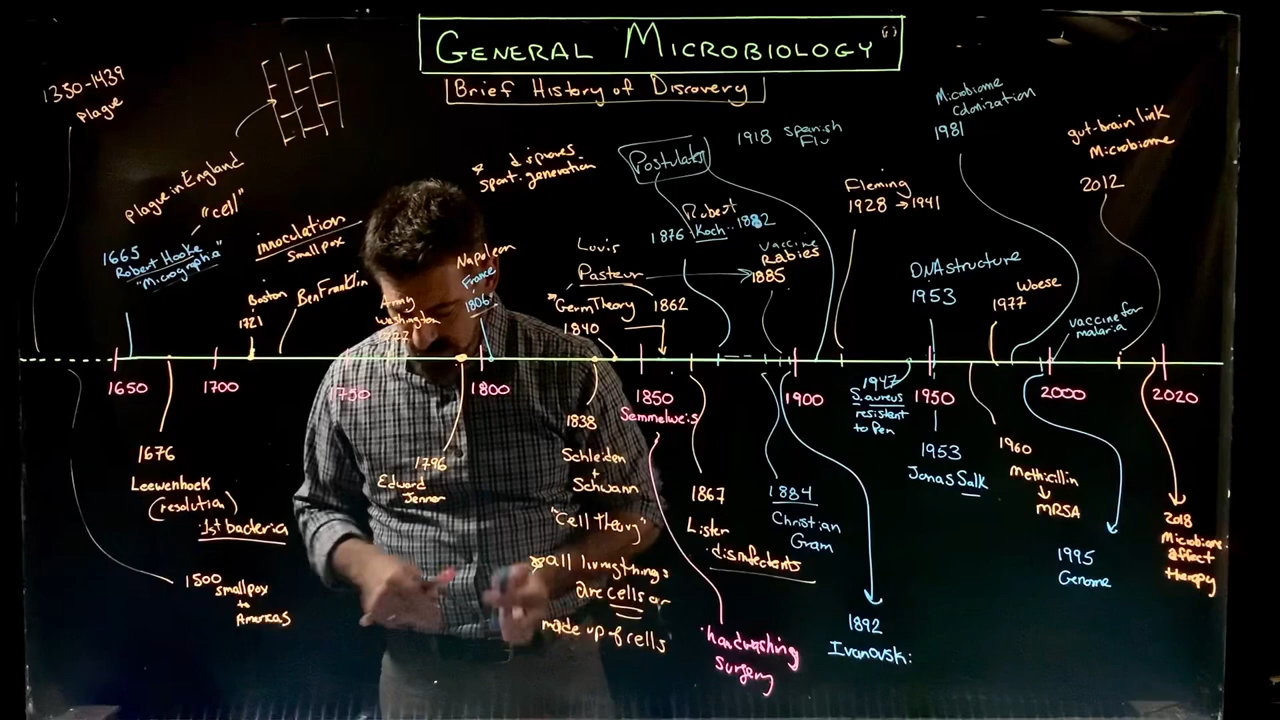 GENERAL MICROBIOLOGY
(1)
Brief History of Discovery
1350-1439
Plague
plague in England
"cell"
1665
Robert Hooke
"Micrographia"
innoculation
smallpox
Boston
1721
Ben Franklin
Army
Washington
Napoleon
France
1806
* disproves
spont. generation
Louis
Pasteur
* Germ Theory
1840
1862
Postulates
Robert
1876 Koch 1882
vaccine
Rabies
1885
1918 Spanish
Flu
Fleming
1928 → 1941
Microbiome
Colonization
1981
DNA structure
1953
Woese
1977
vaccine for
malaria
gut-brain link
Microbiome
2012
1650
1700
1750
1800
1850
1900
1950
2000
2020
1676
Leewenhoek
(resolution)
1st bacteria
1500
smallpox
to
Americas
1796
Edward
Jenner
1838
Schleiden
+
Schwann
"Cell Theory"
all living things
are cells or
made up of cells
Semmelweis
handwashing
surgery
1867
Lister
disinfectants
1884
Christian
Gram
1892
Ivanovski
1947
S. aureus
resistent
to Pen
1953
Jonas Salk
1960
Methicillin
MRSA
1995
Genome
2018
Microbiome
affect
therapy